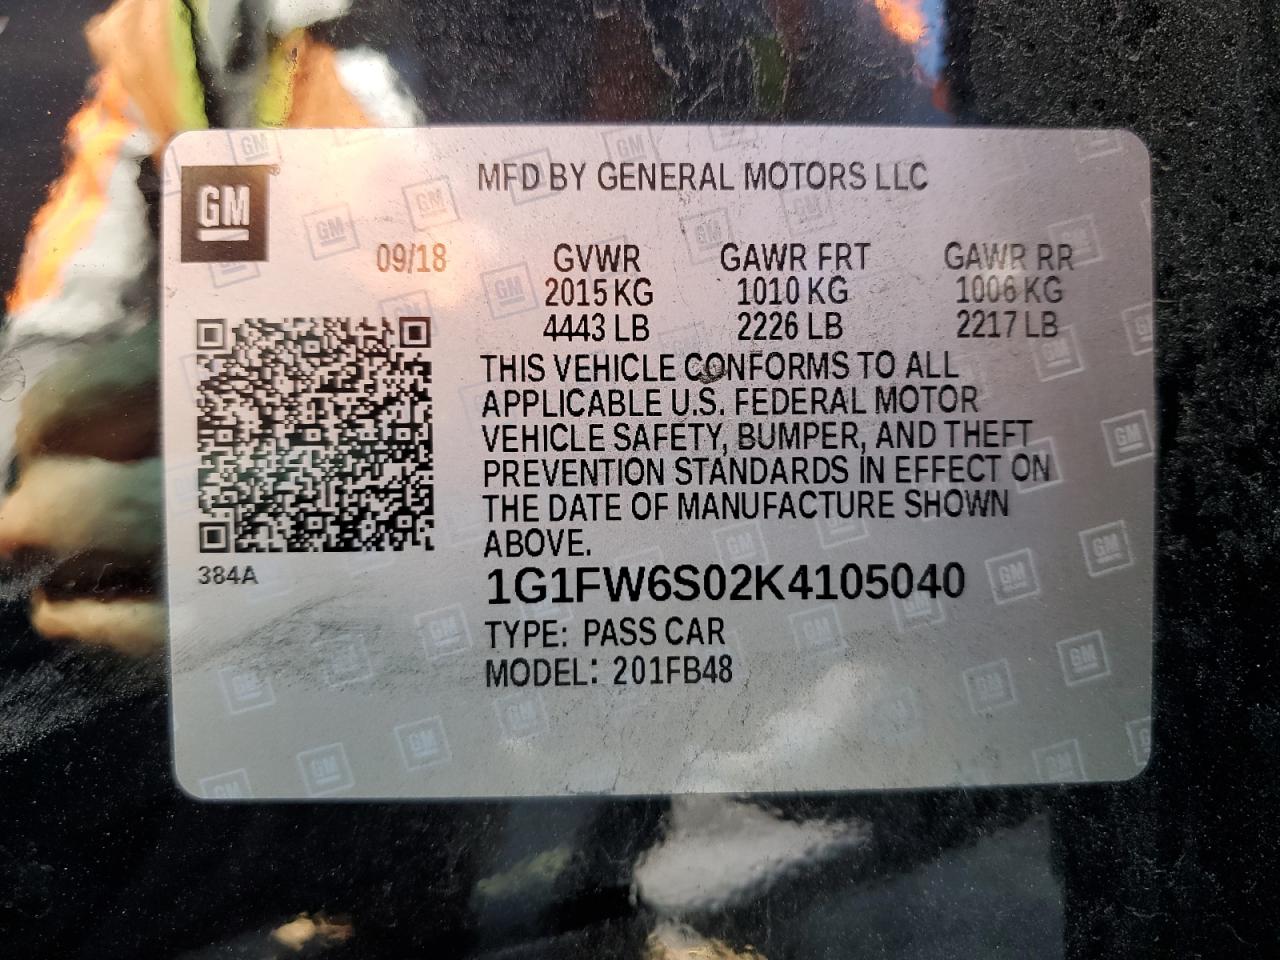 GM
MFD BY GENERAL MOTORS LLC
09/18 GVWR GAWR FRT GAWR RR
2015 KG 1010 KG 1006 KG
4443 LB 2226 LB 2217 LB
THIS VEHICLE CONFORMS TO ALL
APPLICABLE U.S. FEDERAL MOTOR
VEHICLE SAFETY, BUMPER, AND THEFT
PREVENTION STANDARDS IN EFFECT ON
THE DATE OF MANUFACTURE SHOWN
ABOVE.
384A
1G1FW6S02K4105040
TYPE: PASS CAR
MODEL: 201FB48